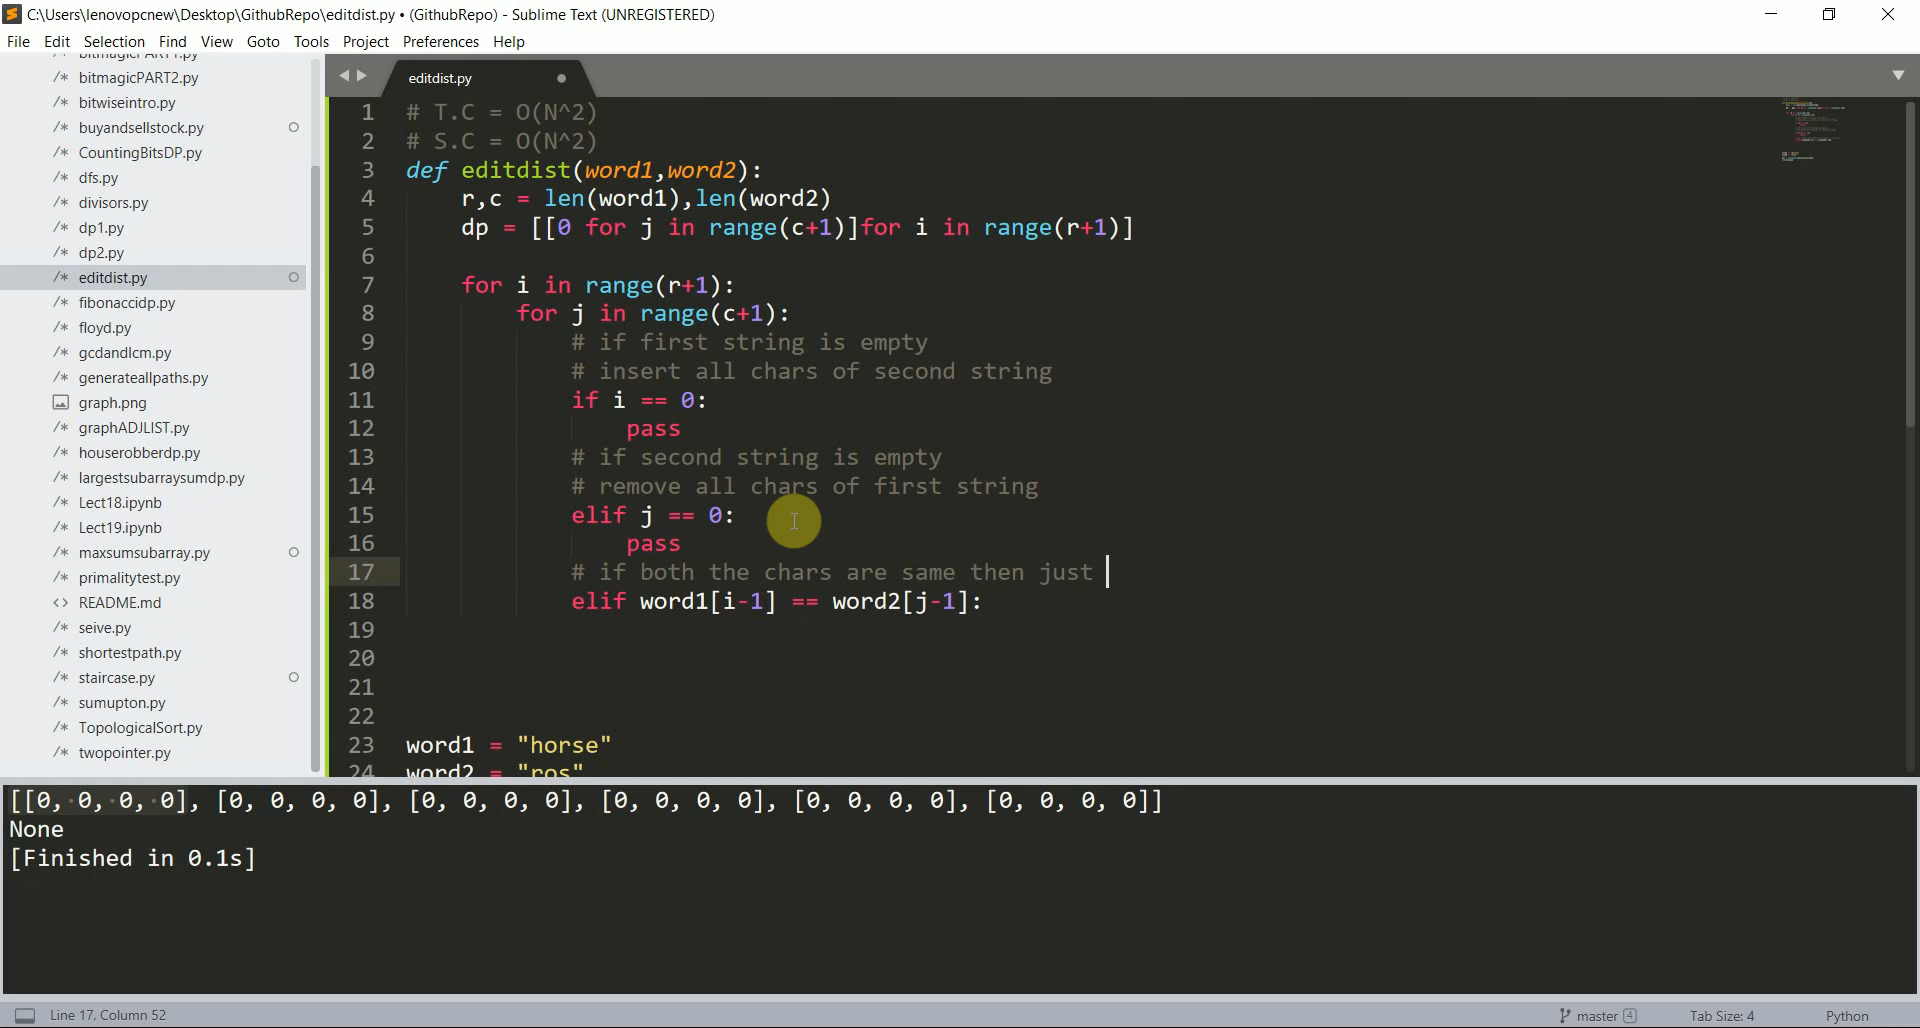 C:\Users\lenovopcnew\Desktop\GithubRepo\editdist.py • (GithubRepo) - Sublime Text (UNREGISTERED)
File Edit Selection Find View Goto Tools Project Preferences Help
bitmagicPART1.py
/* bitmagicPART2.py
/* bitwiseintro.py
/* buyandsellstock.py
/* CountingBitsDP.py
/* dfs.py
/* divisors.py
/* dp1.py
/* dp2.py
/* editdist.py
/* fibonaccidp.py
/* floyd.py
/* gcdandlcm.py
/* generateallpaths.py
graph.png
/* graphADJLIST.py
/* houserobberdp.py
/* largestsubarraysumdp.py
/* Lect18.ipynb
/* Lect19.ipynb
/* maxsumsubarray.py
/* primalitytest.py
<> README.md
/* seive.py
/* shortestpath.py
/* staircase.py
/* sumupton.py
/* TopologicalSort.py
/* twopointer.py
editdist.py
1 # T.C = O(N^2)
2 # S.C = O(N^2)
3 def editdist(word1,word2):
4 r,c = len(word1),len(word2)
5 dp = [[0 for j in range(c+1)]for i in range(r+1)]
6
7 for i in range(r+1):
8 for j in range(c+1):
9 # if first string is empty
10 # insert all chars of second string
11 if i == 0:
12 pass
13 # if second string is empty
14 # remove all chars of first string
15 elif j == 0:
16 pass
17 # if both the chars are same then just
18 elif word1[i-1] == word2[j-1]:
19
20
21
22
23 word1 = "horse"
24 word2 = "ros"
[[0, 0, 0, 0], [0, 0, 0, 0], [0, 0, 0, 0], [0, 0, 0, 0], [0, 0, 0, 0], [0, 0, 0, 0]]
None
[Finished in 0.1s]
Line 17, Column 52 master 4 Tab Size: 4 Python